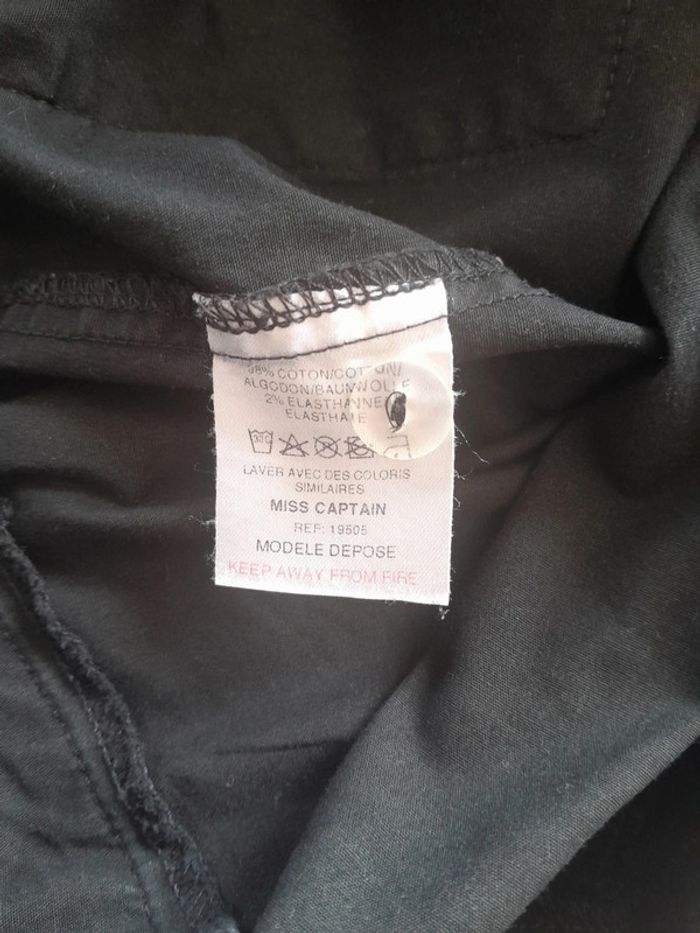 98% COTON/COTTON/
ALGODON/BAUMWOLLE
2% ELASTHANNE
LAVER AVEC DES COLORIS
SIMILAIRES
MISS CAPTAIN
REF: 19505
MODELE DEPOSE
KEEP AWAY FROM FIRE